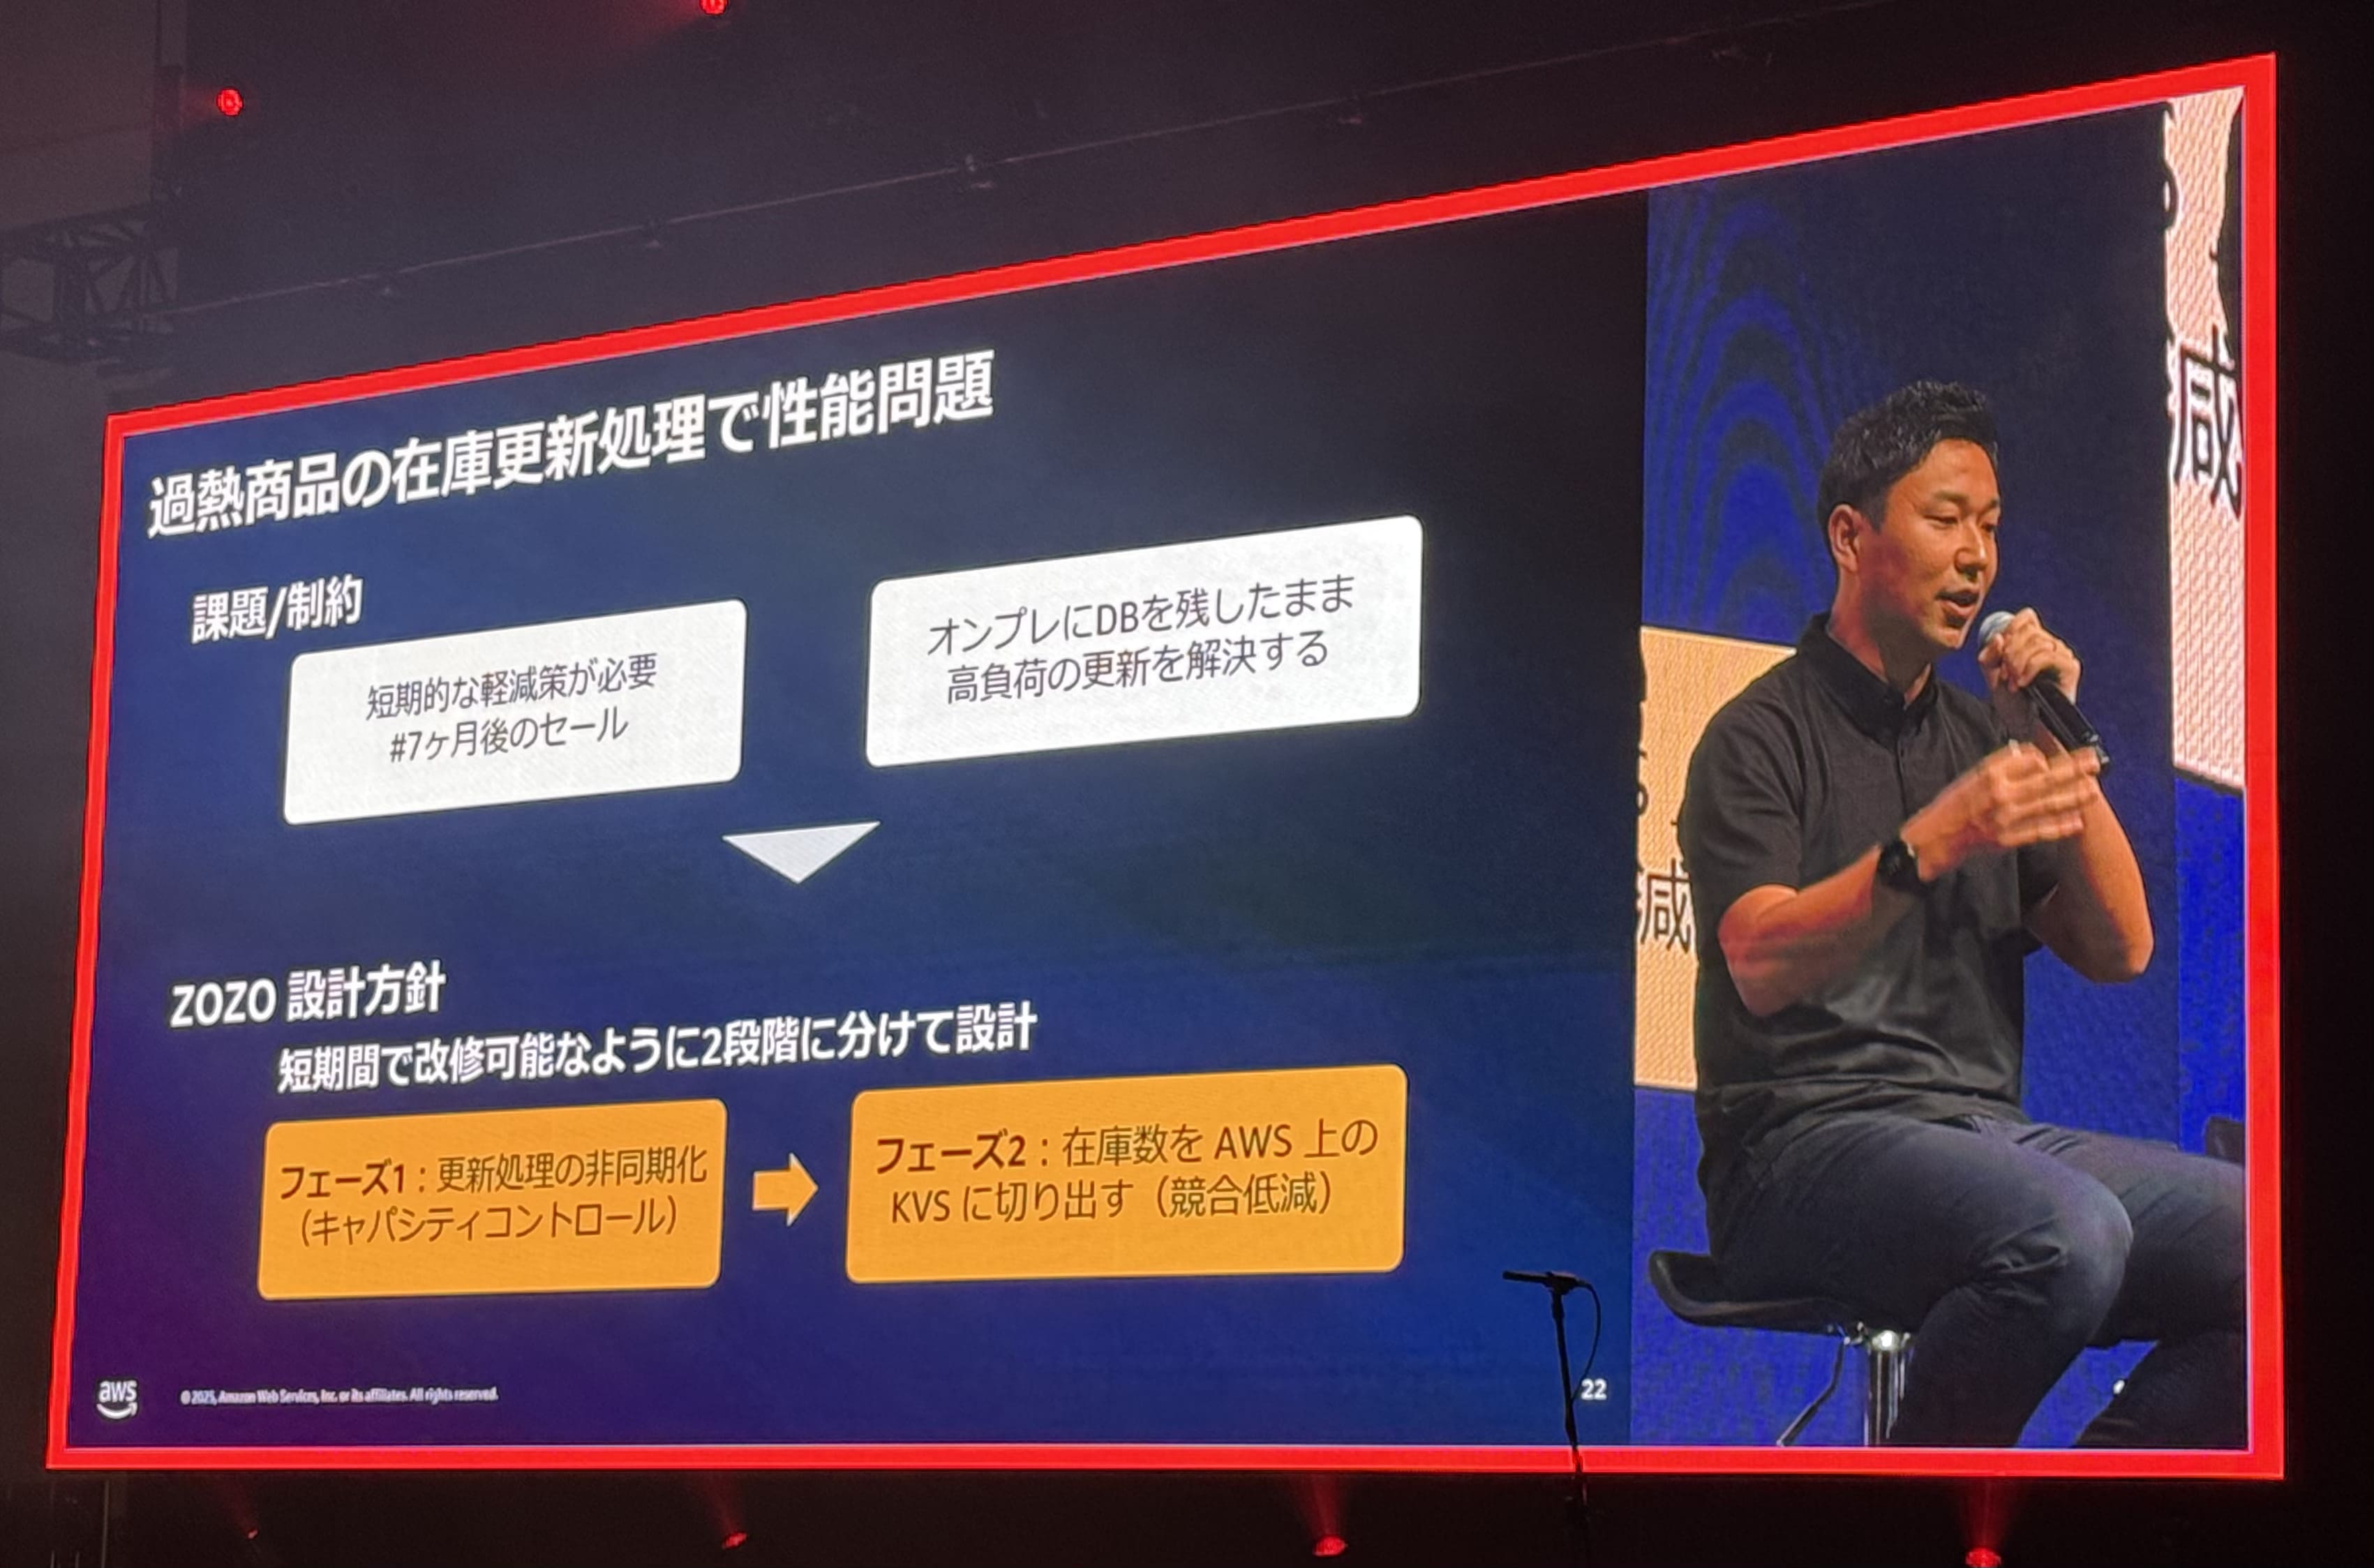 過熱商品の在庫更新処理で性能問題
課題/制約
短期的な軽減策が必要
#7ヶ月後のセール
オンプレにDBを残したまま
高負荷の更新を解決する
ZOZO 設計方針
短期間で改修可能なように2段階に分けて設計
フェーズ1：更新処理の非同期化
（キャパシティコントロール）
フェーズ2：在庫数を AWS 上の
KVS に切り出す（競合低減）
aws
© 2025, Amazon Web Services, Inc. or its affiliates. All rights reserved.
22
減
減